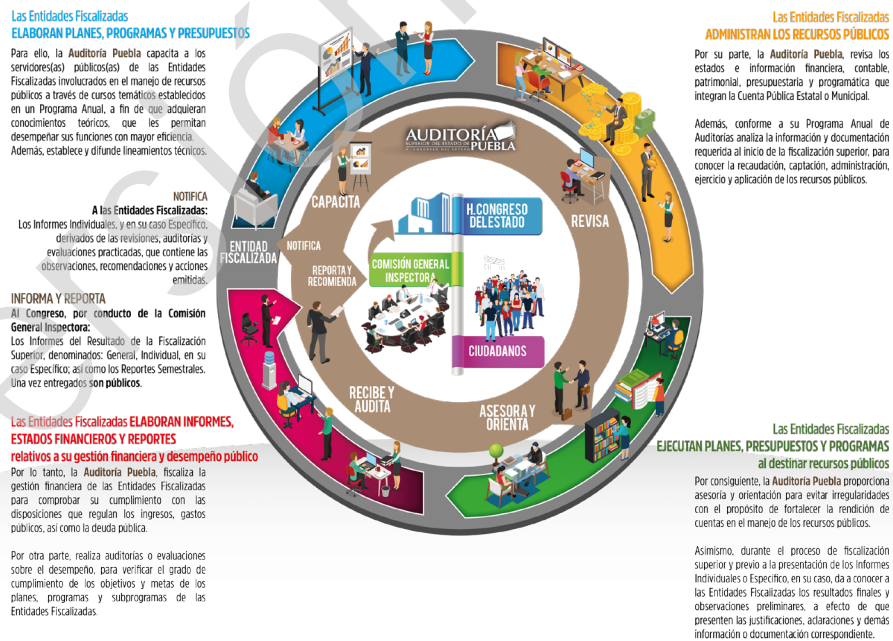 Las Entidades Fiscalizadas
ELABORAN PLANES, PROGRAMAS Y PRESUPUESTOS
Para ello, la Auditoría Puebla capacita a los
servidores(as) públicos(as) de las Entidades
Fiscalizadas involucrados en el manejo de recursos
públicos a través de cursos temáticos establecidos
en un Programa Anual, a fin de que adquieran
conocimientos teóricos, que les permitan
desempeñar sus funciones con mayor eficiencia.
Además, establece y difunde lineamientos técnicos.
NOTIFICA
A las Entidades Fiscalizadas:
Los Informes Individuales, y en su caso Específico,
derivados de las revisiones, auditorías y
evaluaciones practicadas, que contiene las
observaciones, recomendaciones y acciones
emitidas.
INFORMA Y REPORTA
Al Congreso, por conducto de la Comisión
General Inspectora:
Los Informes del Resultado de la Fiscalización
Superior, denominados: General, Individual, en su
caso Específico; así como los Reportes Semestrales.
Una vez entregados son públicos.
Las Entidades Fiscalizadas ELABORAN INFORMES,
ESTADOS FINANCIEROS Y REPORTES
relativos a su gestión financiera y desempeño público
Por lo tanto, la Auditoría Puebla, fiscaliza la
gestión financiera de las Entidades Fiscalizadas
para comprobar su cumplimiento con las
disposiciones que regulan los ingresos, gastos
públicos, así como la deuda pública.
Por otra parte, realiza auditorías o evaluaciones
sobre el desempeño, para verificar el grado de
cumplimiento de los objetivos y metas de los
planes, programas y subprogramas de las
Entidades Fiscalizadas.
AUDITORÍA
SUPERIOR DEL ESTADO DE
PUEBLA
H. CONGRESO DEL ESTADO
CAPACITA
REVISA
H.CONGRESO
DEL ESTADO
ENTIDAD
FISCALIZADA
NOTIFICA
REPORTA Y
RECOMIENDA
COMISIÓN GENERAL
INSPECTORA
CIUDADANOS
RECIBE Y
AUDITA
ASESORA Y
ORIENTA
Las Entidades Fiscalizadas
ADMINISTRAN LOS RECURSOS PÚBLICOS
Por su parte, la Auditoría Puebla, revisa los
estados e información financiera, contable,
patrimonial, presupuestaria y programática que
integran la Cuenta Pública Estatal o Municipal.
Además, conforme a su Programa Anual de
Auditorías analiza la información y documentación
requerida al inicio de la fiscalización superior, para
conocer la recaudación, captación, administración,
ejercicio y aplicación de los recursos públicos.
Las Entidades Fiscalizadas
EJECUTAN PLANES, PRESUPUESTOS Y PROGRAMAS
al destinar recursos públicos
Por consiguiente, la Auditoría Puebla proporciona
asesoría y orientación para evitar irregularidades
con el propósito de fortalecer la rendición de
cuentas en el manejo de los recursos públicos.
Asimismo, durante el proceso de fiscalización
superior y previo a la presentación de los Informes
Individuales o Específico, en su caso, da a conocer a
las Entidades Fiscalizadas los resultados finales y
observaciones preliminares, a efecto de que
presenten las justificaciones, aclaraciones y demás
información o documentación correspondiente.